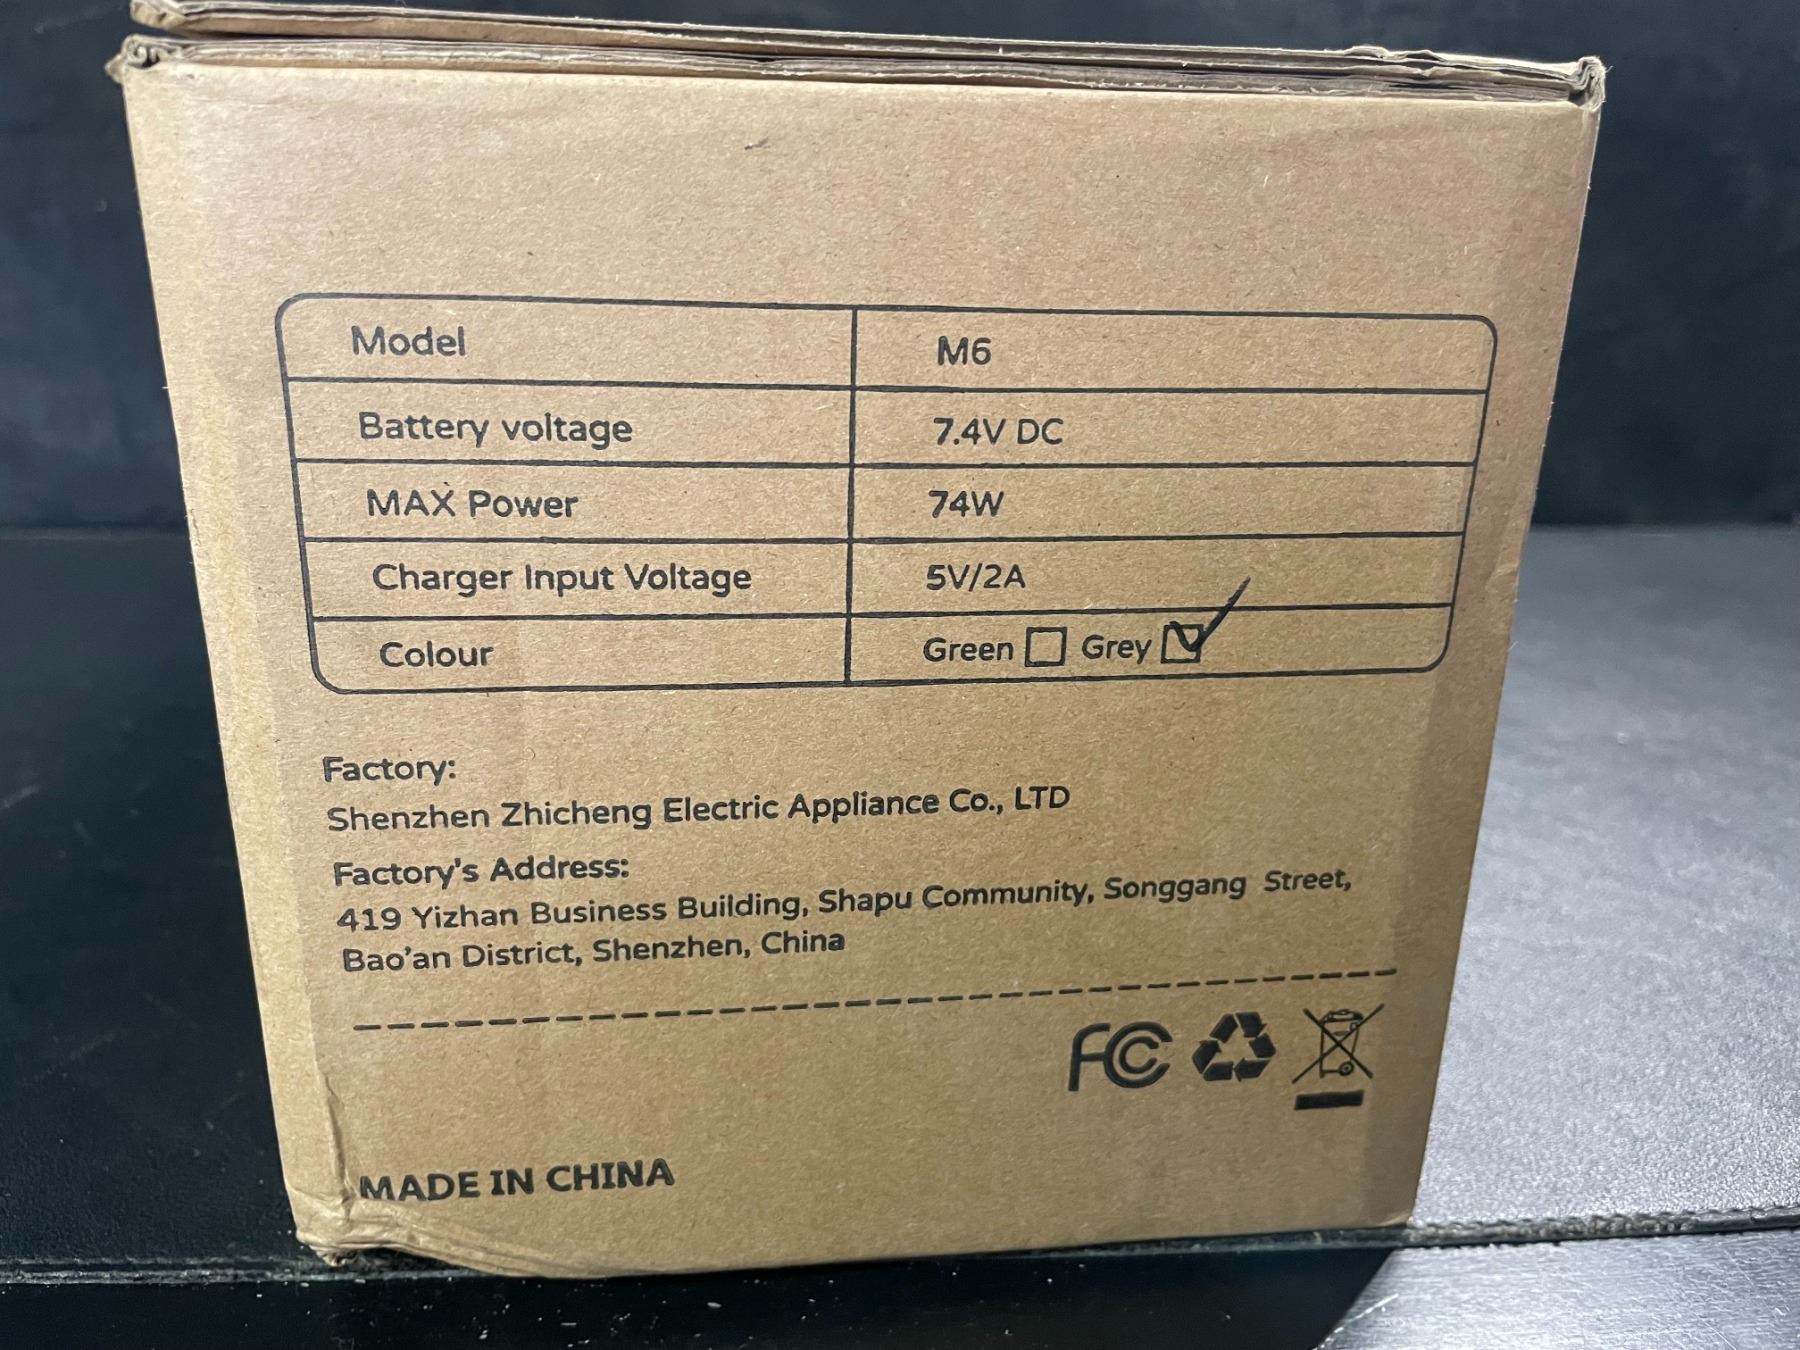 Model M6
Battery voltage 7.4V DC
MAX Power 74W
Charger Input Voltage 5V/2A
Colour Green Grey
Factory:
Shenzhen Zhicheng Electric Appliance Co., LTD
Factory's Address:
419 Yizhan Business Building, Shapu Community, Songgang Street,
Bao’an District, Shenzhen, China
FC
MADE IN CHINA